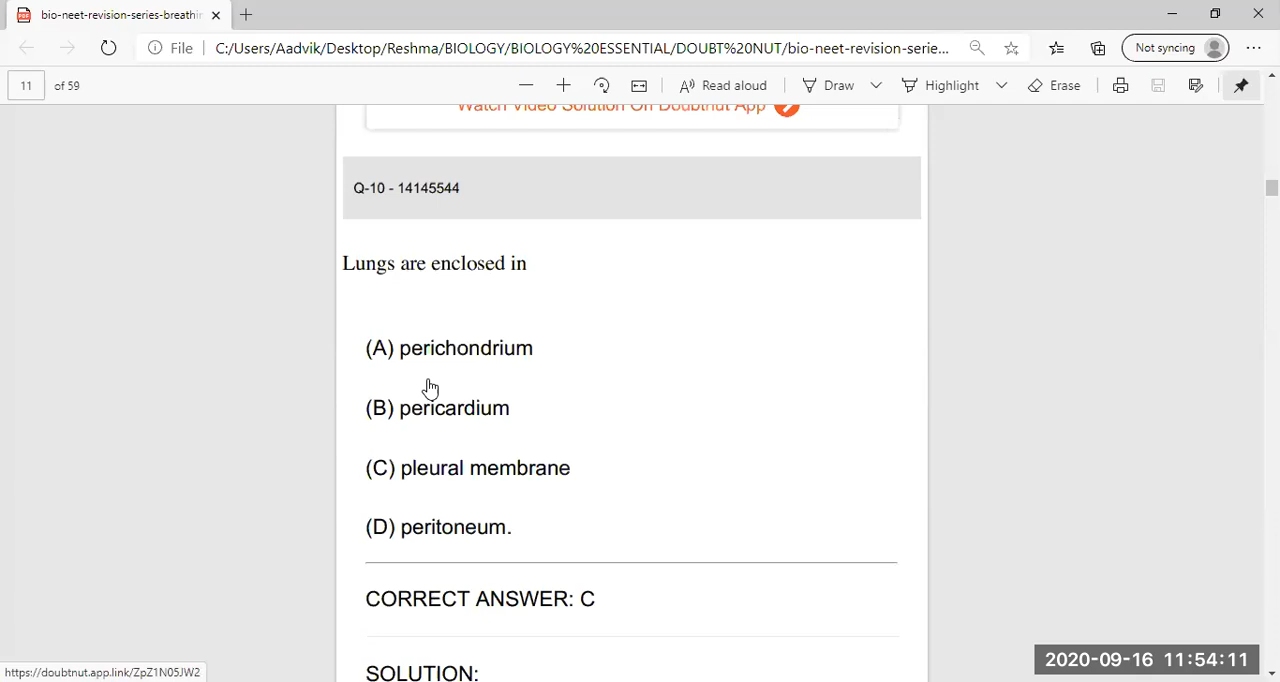 bio-neet-revision-series-breathin
Not syncing
File
C:/Users/Aadvik/Desktop/Reshma/BIOLOGY/BIOLOGY%20ESSENTIAL/DOUBT%20NUT/bio-neet-revision-serie...
11 of 59
Read aloud
Draw
Highlight
Erase
Watch Video Solution On Doubtnut App
Q-10 - 14145544
Lungs are enclosed in
(A) perichondrium
(B) pericardium
(C) pleural membrane
(D) peritoneum.
CORRECT ANSWER: C
SOLUTION:
https://doubtnut.app.link/ZpZ1N05JW2
2020-09-16 11:54:11